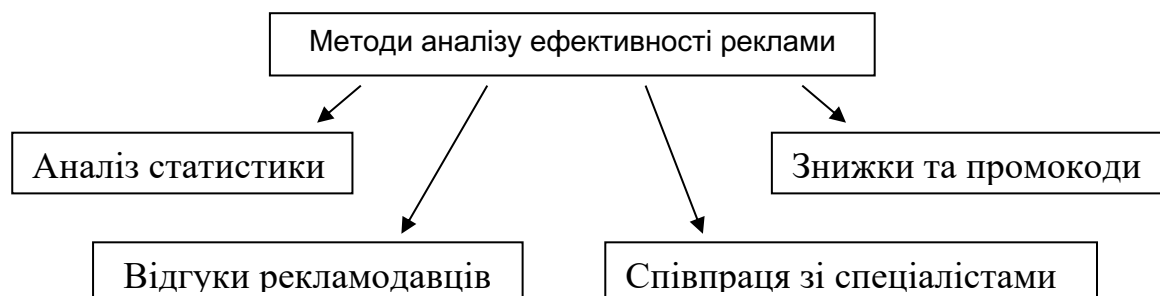 Методи аналізу ефективності реклами
Аналіз статистики
Знижки та промокоди
Відгуки рекламодавців
Співпраця зі спеціалістами